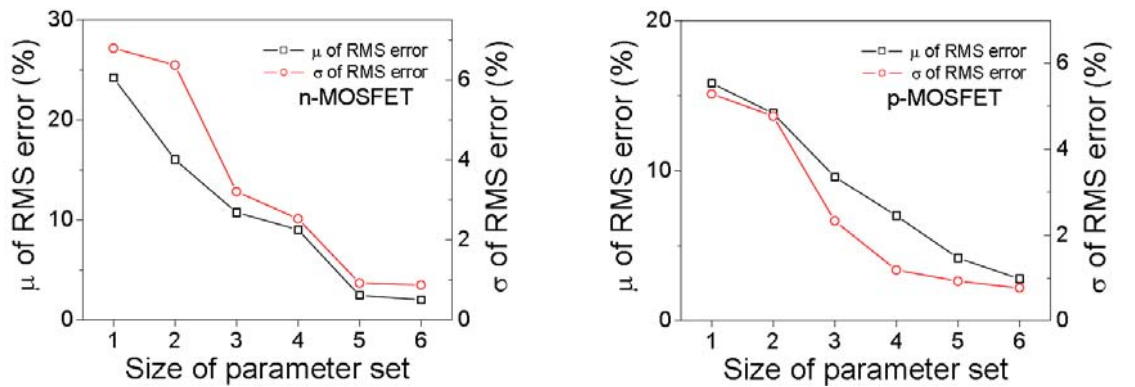 30
20
10
0
μ of RMS error (%)
μ of RMS error
σ of RMS error
n-MOSFET
6
4
2
0
σ of RMS error (%)
1 2 3 4 5 6
Size of parameter set
20
10
0
μ of RMS error (%)
μ of RMS error
σ of RMS error
p-MOSFET
6
4
2
0
σ of RMS error (%)
1 2 3 4 5 6
Size of parameter set